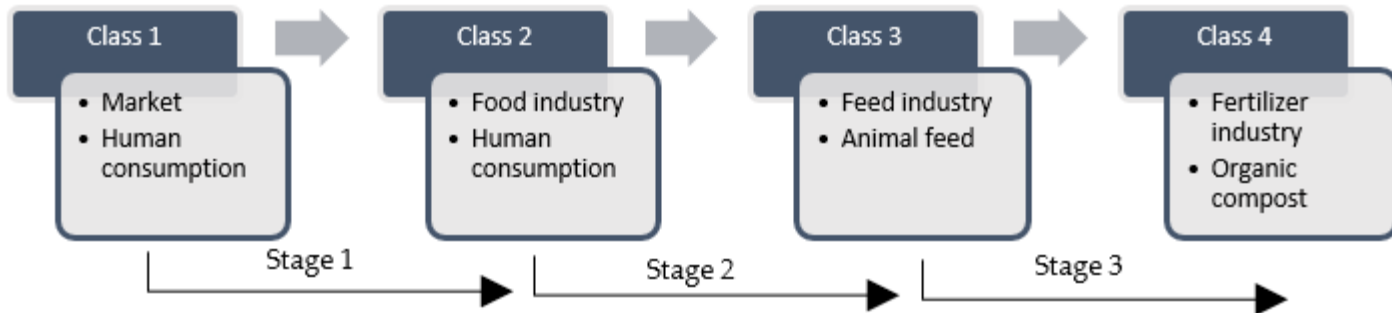 Class 1
• Market
• Human
consumption
Class 2
• Food industry
• Human
consumption
Class 3
• Feed industry
• Animal feed
Class 4
• Fertilizer
industry
• Organic
compost
Stage 1
Stage 2
Stage 3